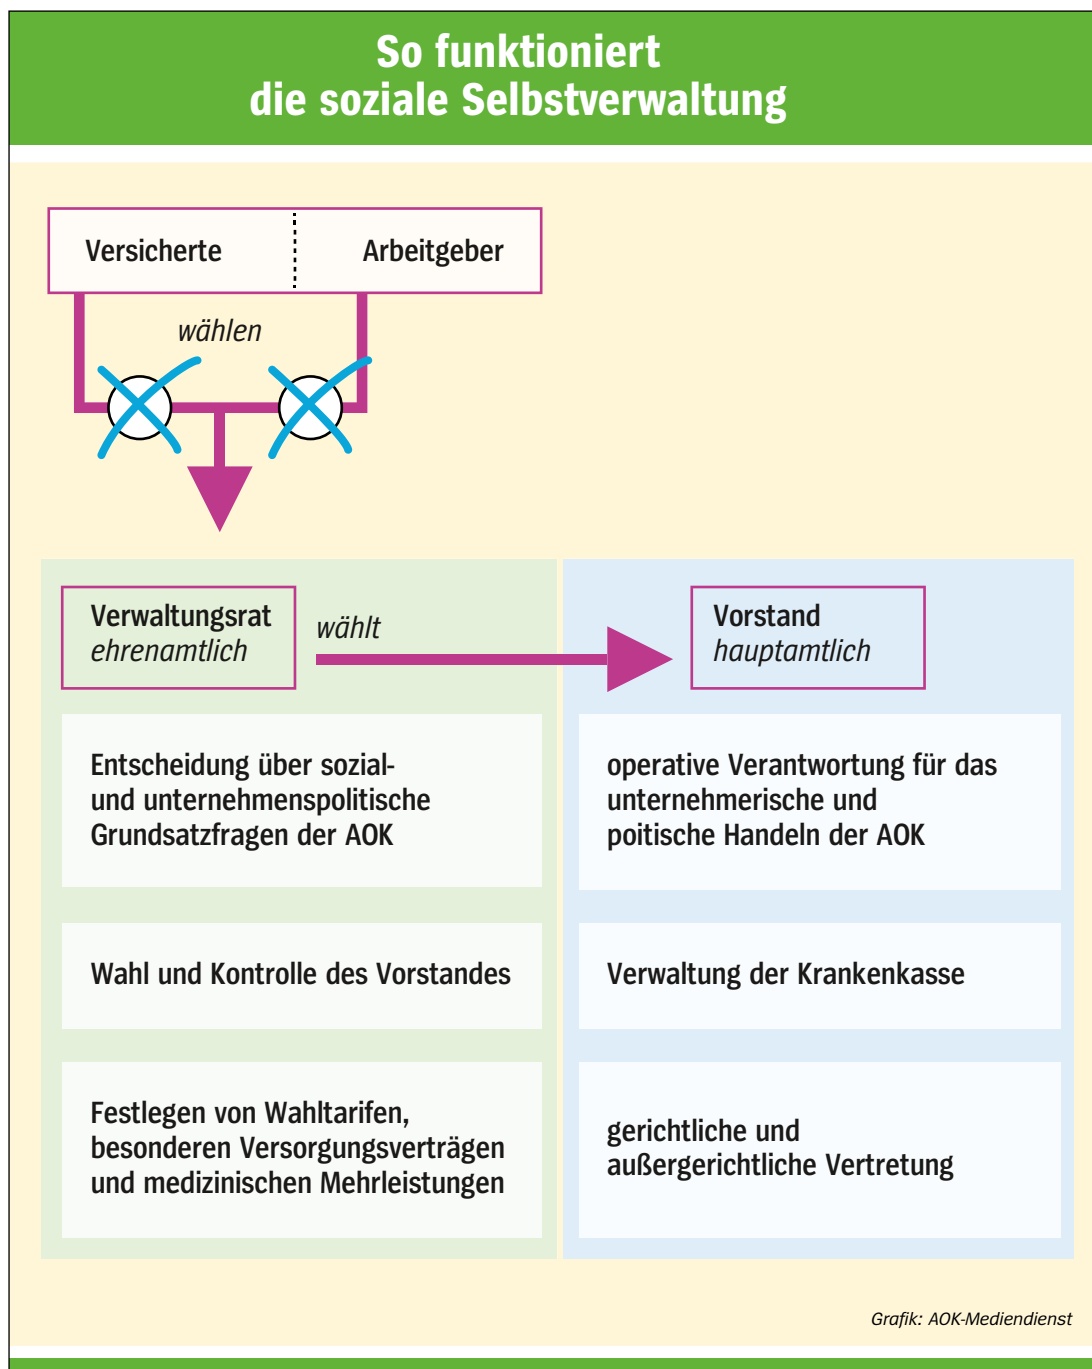 So funktioniert
die soziale Selbstverwaltung
Versicherte
Arbeitgeber
wählen
Verwaltungsrat
ehrenamtlich
wählt
Vorstand
hauptamtlich
Entscheidung über sozial-
und unternehmenspolitische
Grundsatzfragen der AOK
operative Verantwortung für das
unternehmerische und
poitische Handeln der AOK
Wahl und Kontrolle des Vorstandes
Verwaltung der Krankenkasse
Festlegen von Wahltarifen,
besonderen Versorgungsverträgen
und medizinischen Mehrleistungen
gerichtliche und
außergerichtliche Vertretung
Grafik: AOK-Mediendienst